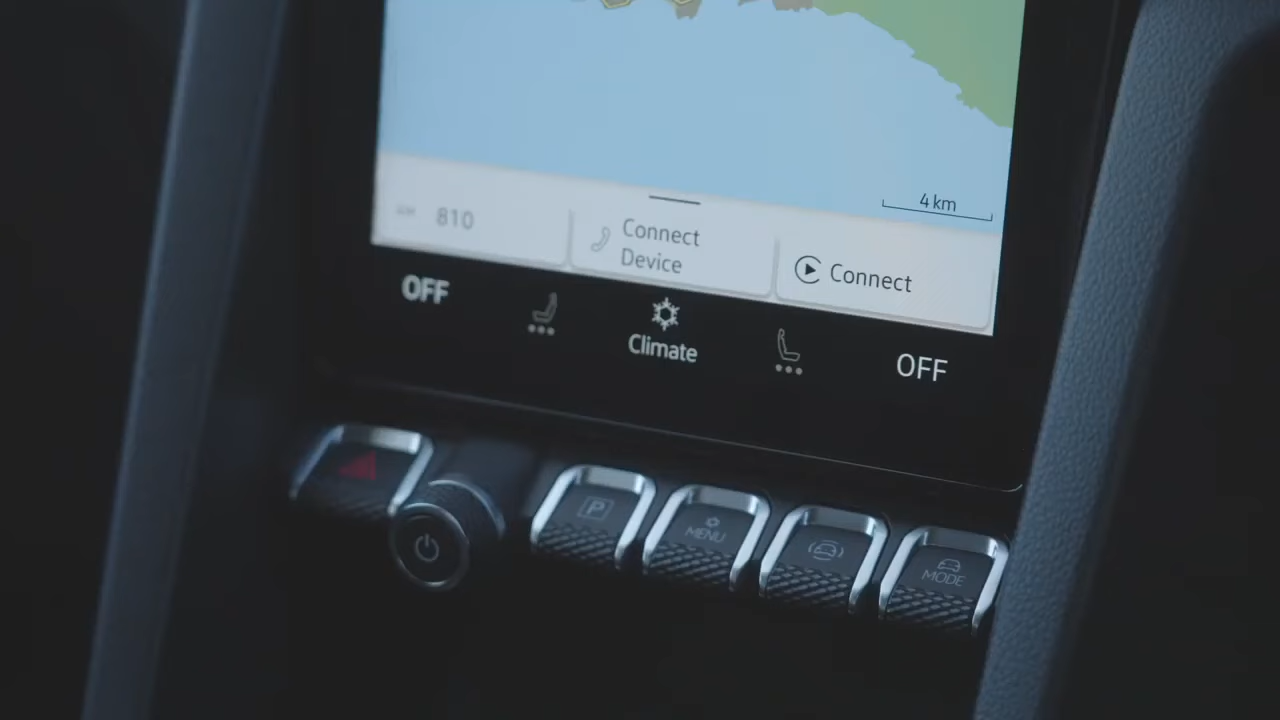 4 km
810
Connect
Device
Connect
OFF
Climate
OFF
P
MENU
MODE